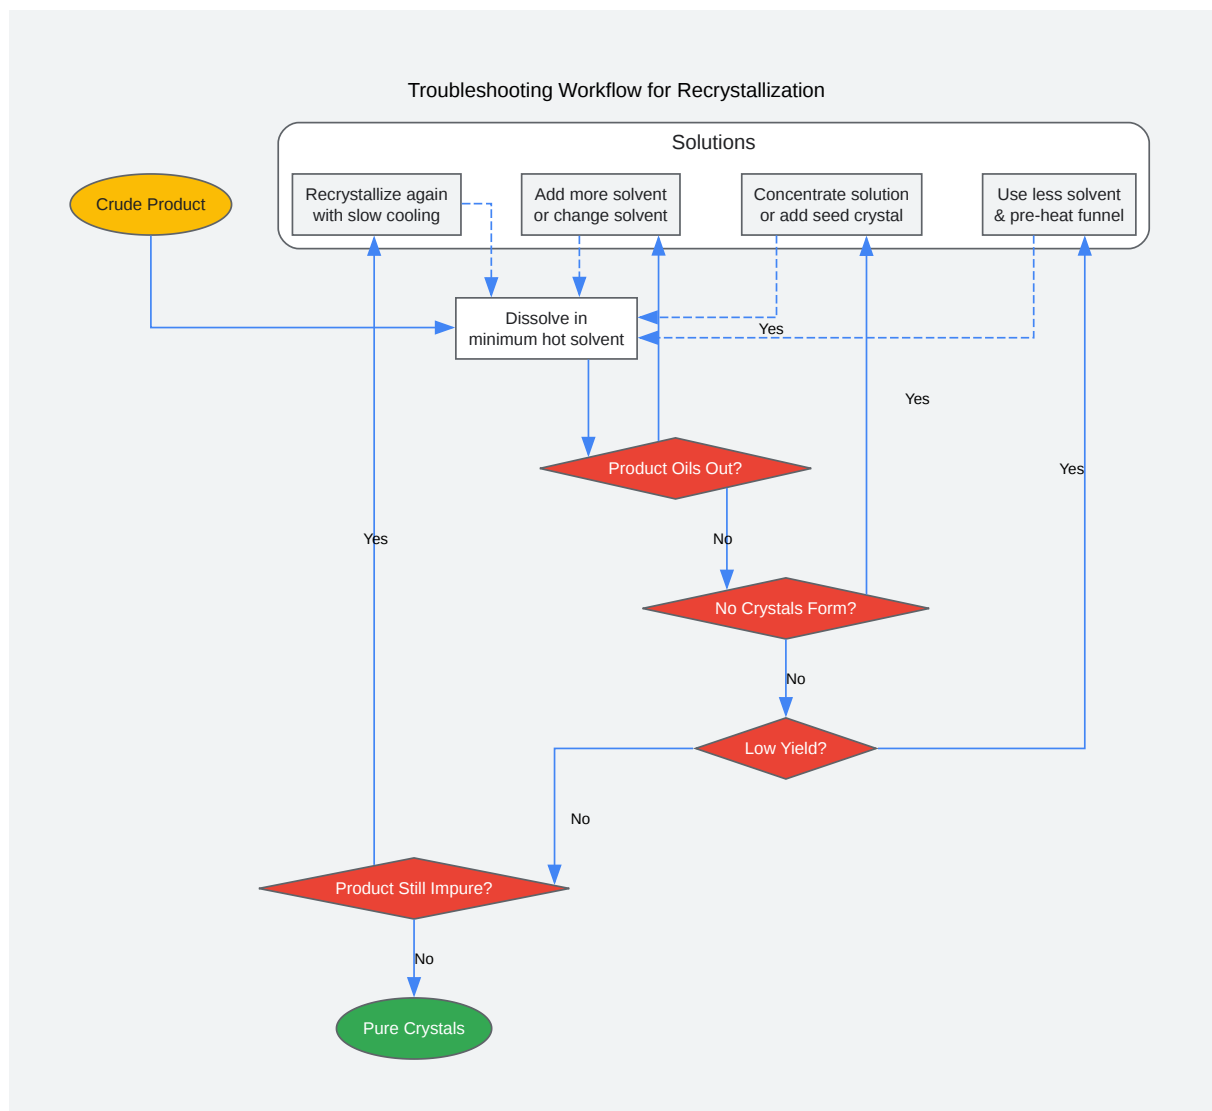 Troubleshooting Workflow for Recrystallization
Solutions
Crude Product
Recrystallize again
with slow cooling
Add more solvent
or change solvent
Concentrate solution
or add seed crystal
Use less solvent
& pre-heat funnel
Dissolve in
minimum hot solvent
Yes
Yes
Product Oils Out?
Yes
Yes
No
No Crystals Form?
No
Low Yield?
No
Product Still Impure?
No
Pure Crystals